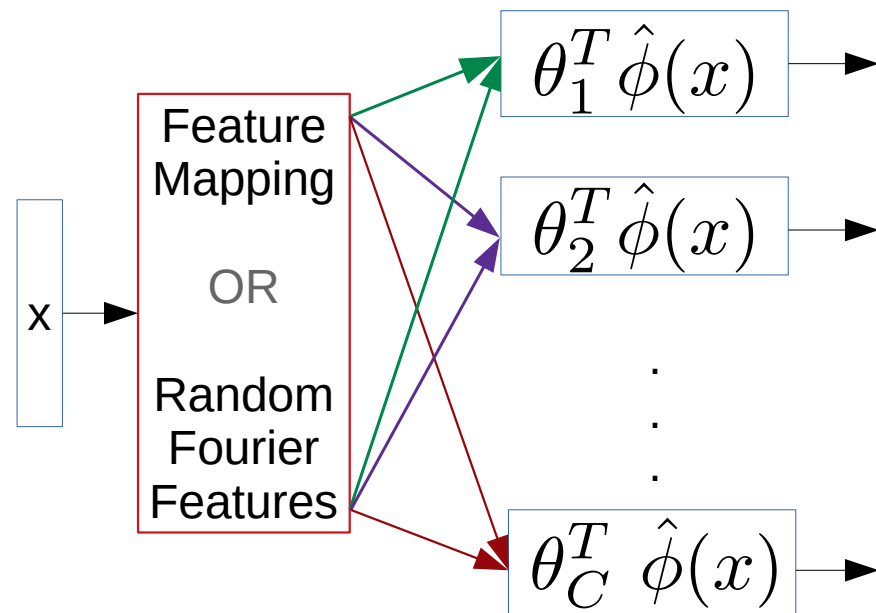 x
Feature
Mapping
OR
Random
Fourier
Features
θ₁ᵀ φ̂(x)
θ₂ᵀ φ̂(x)
.
.
.
θ_Cᵀ φ̂(x)